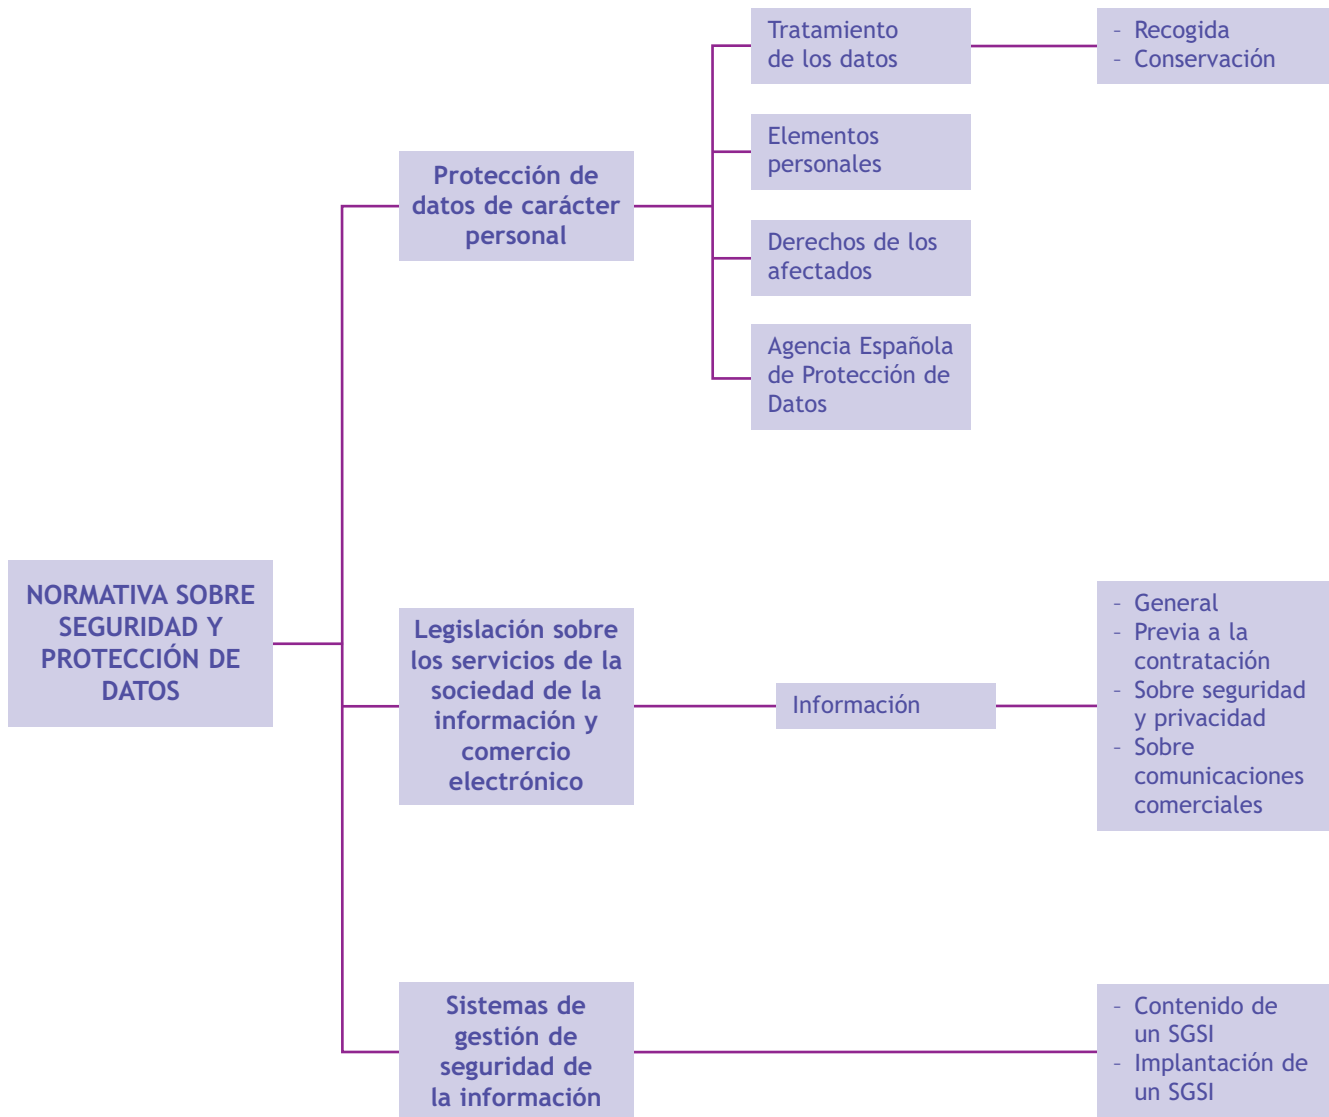 Tratamiento
de los datos
- Recogida
- Conservación
Elementos
personales
Protección de
datos de carácter
personal
Derechos de los
afectados
Agencia Española
de Protección de
Datos
NORMATIVA SOBRE
SEGURIDAD Y
PROTECCIÓN DE
DATOS
Legislación sobre
los servicios de la
sociedad de la
información y
comercio
electrónico
Información
- General
- Previa a la
contratación
- Sobre seguridad
y privacidad
- Sobre
comunicaciones
comerciales
Sistemas de
gestión de
seguridad de
la información
- Contenido de
un SGSI
- Implantación de
un SGSI